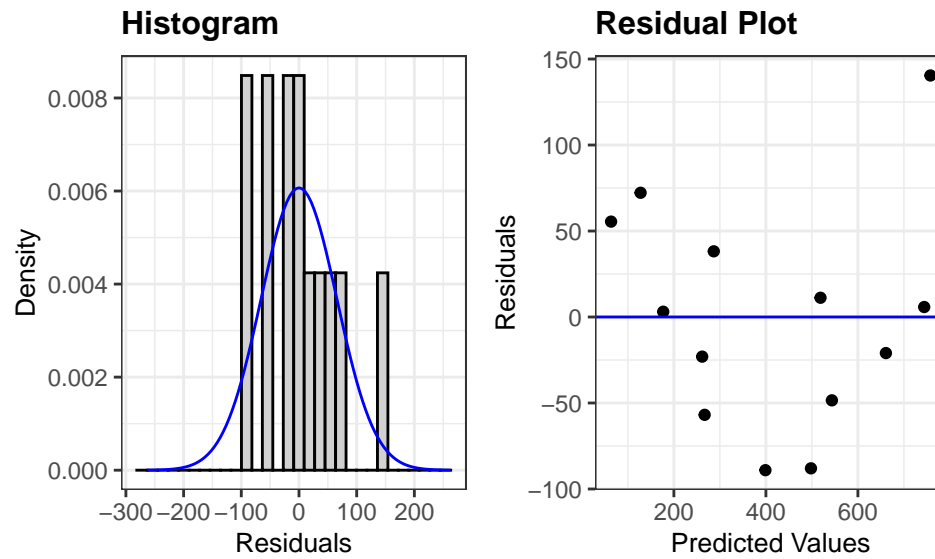 Histogram
0.008
0.006
0.004
0.002
0.000
Density
−300 −200 −100 0 100 200
Residuals
Residual Plot
150
100
50
0
−50
−100
Residuals
200 400 600
Predicted Values